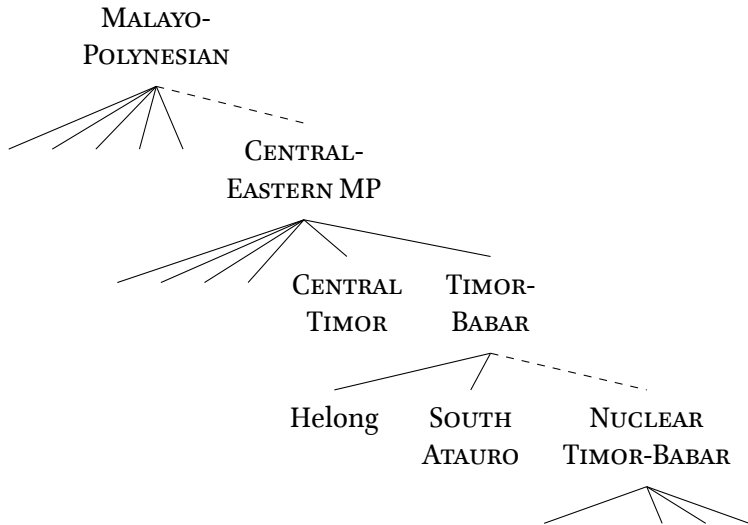 MALAYO-
POLYNESIAN
CENTRAL-
EASTERN MP
CENTRAL
TIMOR
TIMOR-
BABAR
Helong
SOUTH
ATAURO
NUCLEAR
TIMOR-BABAR